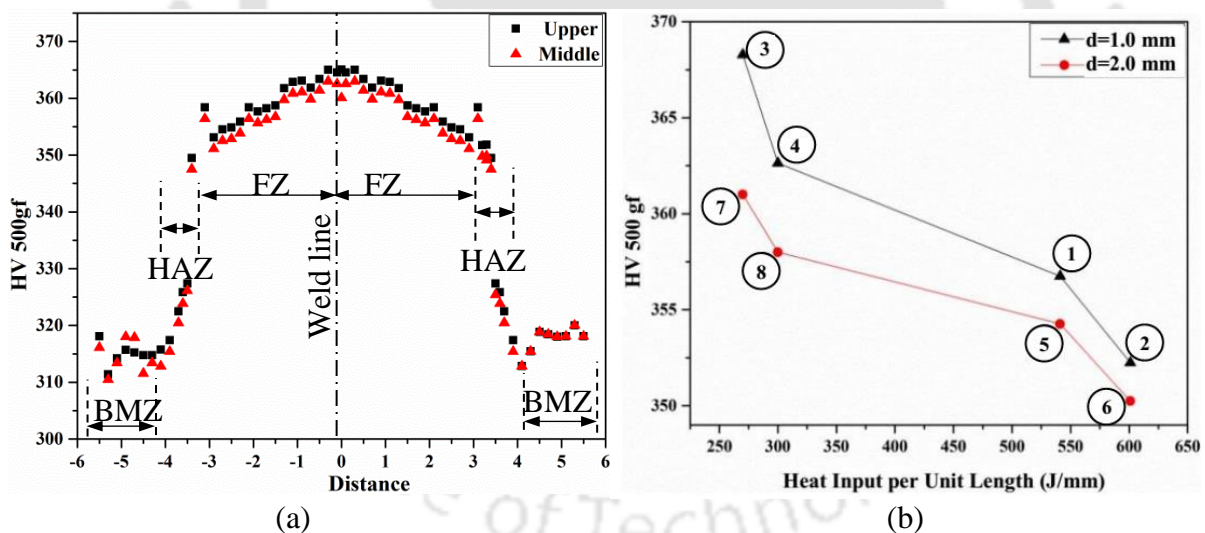 370
360
350
340
330
320
310
300
HV 500gf
Upper
Middle
FZ
FZ
HAZ
HAZ
Weld line
BMZ
BMZ
-6 -5 -4 -3 -2 -1 0 1 2 3 4 5 6
Distance
(a)
370
365
360
355
350
HV 500 gf
d=1.0 mm
d=2.0 mm
3
4
7
8
1
5
2
6
250 300 350 400 450 500 550 600 650
Heat Input per Unit Length (J/mm)
(b)
of Techno